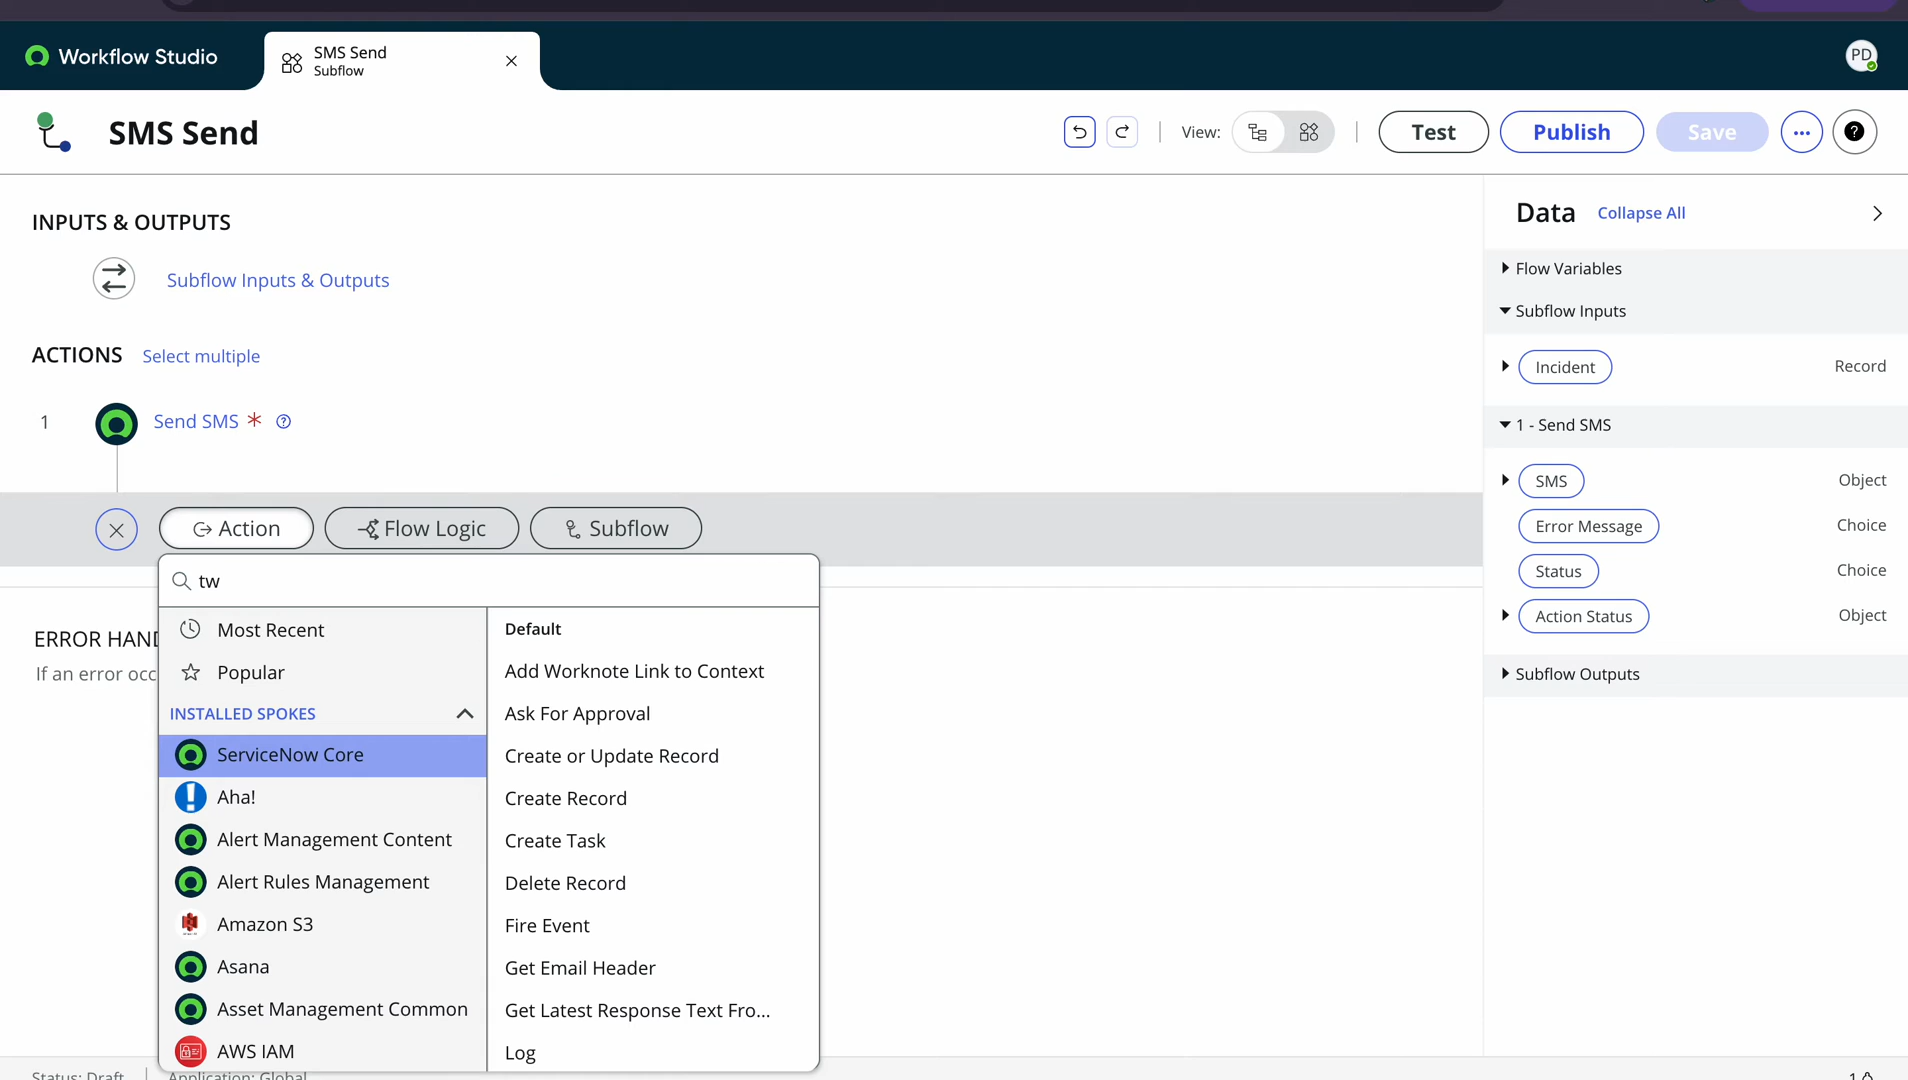 Workflow Studio
SMS Send
Subflow
PD
SMS Send
View:
Test
Publish
Save
INPUTS & OUTPUTS
Subflow Inputs & Outputs
ACTIONS Select multiple
1 Send SMS *
Action
Flow Logic
Subflow
tw
Most Recent
Popular
INSTALLED SPOKES
ServiceNow Core
Aha!
Alert Management Content
Alert Rules Management
Amazon S3
Asana
Asset Management Common
AWS IAM
Default
Add Worknote Link to Context
Ask For Approval
Create or Update Record
Create Record
Create Task
Delete Record
Fire Event
Get Email Header
Get Latest Response Text Fro...
Log
ERROR HAND
If an error occ
Data Collapse All
Flow Variables
Subflow Inputs
Incident Record
1 - Send SMS
SMS Object
Error Message Choice
Status Choice
Action Status Object
Subflow Outputs
Status: Draft
Application: Global